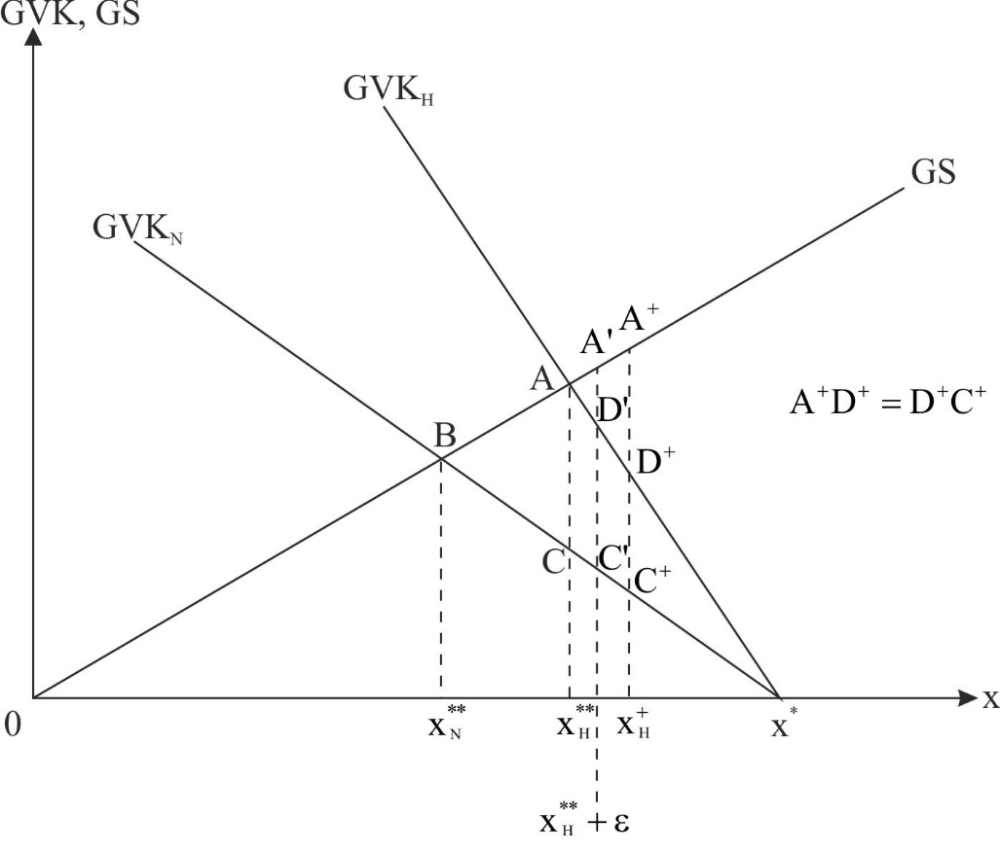 GVK, GS
GVK_H
GS
GVK_N
A⁺
A'
A
D'
A⁺D⁺ = D⁺C⁺
B
D⁺
C
C'
C⁺
0
x_N^**
x_H^**
x_H^+
x^*
x
x_H^** + ε